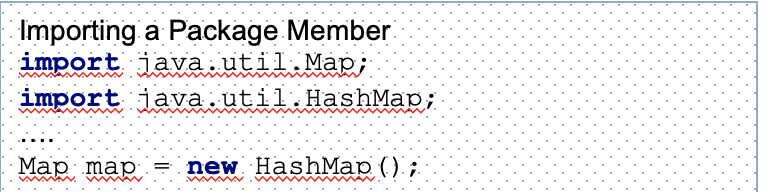 Importing a Package Member
import java.util.Map;
import java.util.HashMap;
....
Map map = new HashMap();